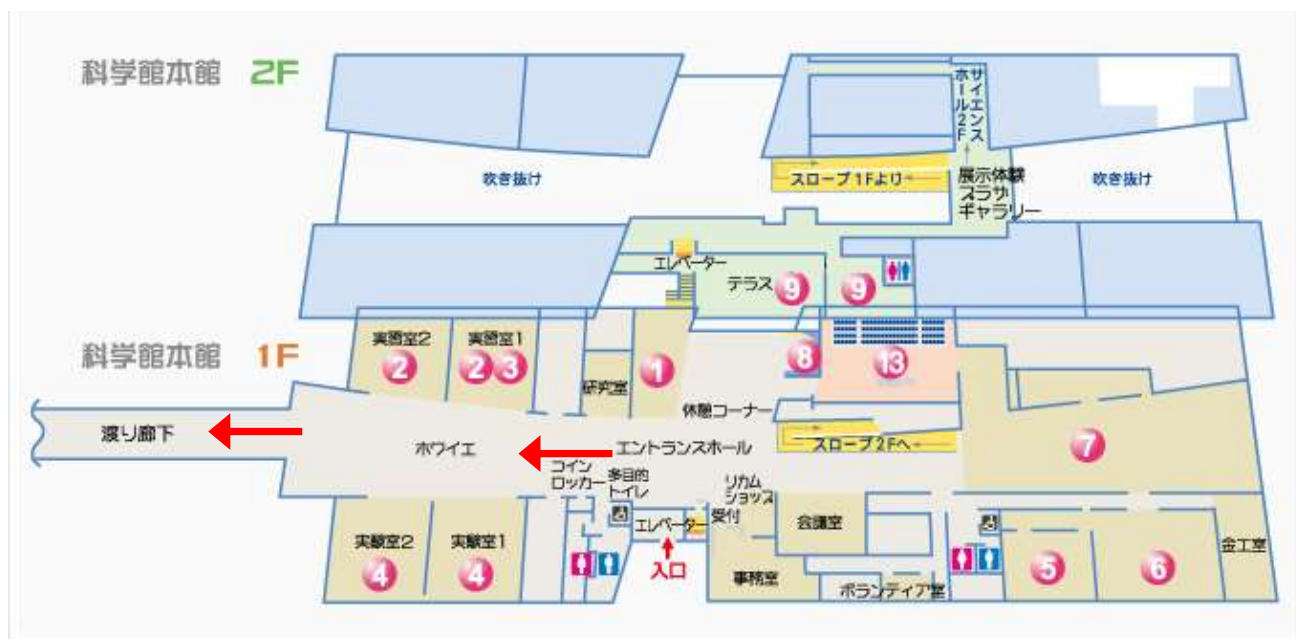 科学館本館 2F
サイエンス
ホール2F
吹き抜け
スロープ1Fより
展示体験
プラザ
ギャラリー
吹き抜け
エレベーター
テラス
9
9
科学館本館 1F
実習室2
2
実習室1
2 3
研究室
1
8
13
休憩コーナー
渡り廊下
ホワイエ
エントランスホール
スロープ2Fへ
7
コイン
ロッカー
多目的
トイレ
リカム
ショップ
受付
エレベーター
入口
会議室
事務室
ボランティア室
実験室2
4
実験室1
4
5
6
金工室